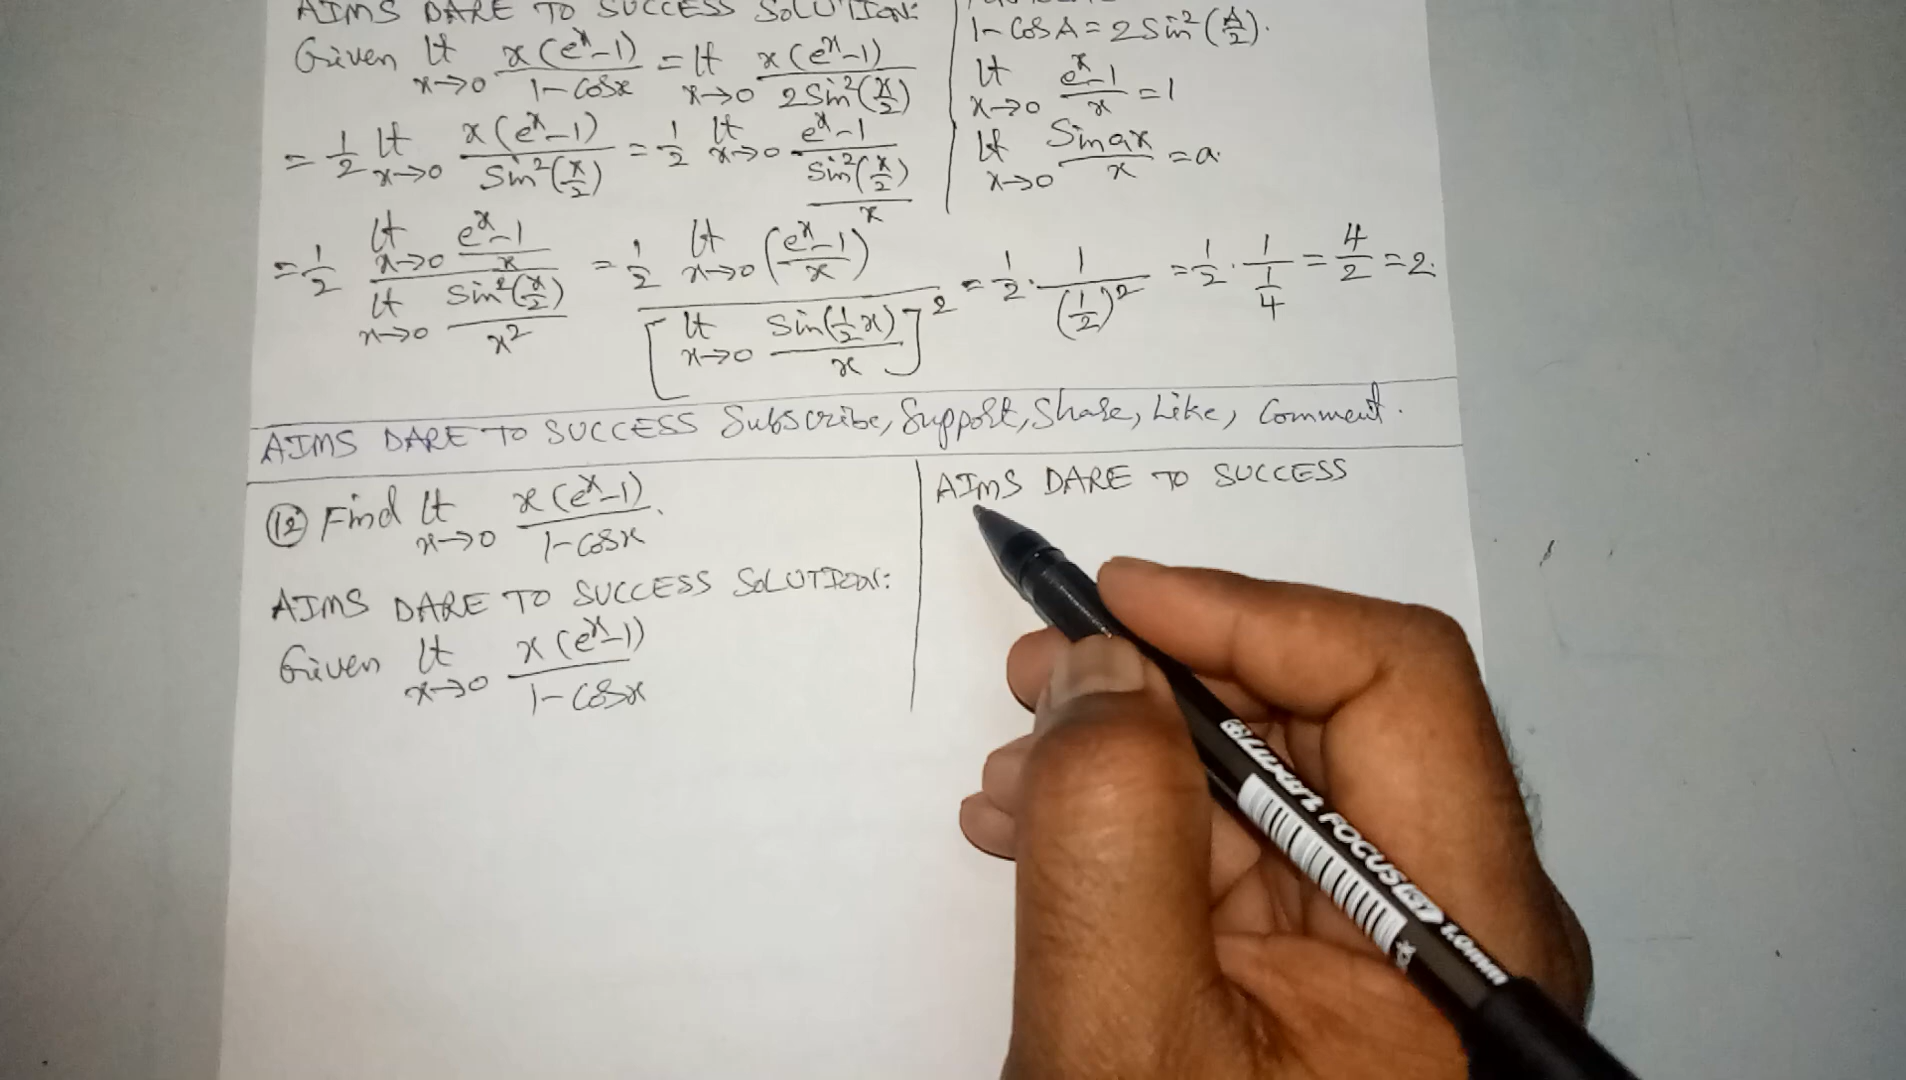 AIMS DARE TO SUCCESS SOLUTION:
Given lt x→0 x(e^x-1)/(1-cosx) = lt x→0 x(e^x-1)/(2Sin²(x/2))
= 1/2 lt x→0 x(e^x-1)/(Sin²(x/2)) = 1/2 lt x→0 (e^x-1)/(Sin²(x/2)/x)
= 1/2 (lt x→0 (e^x-1)/x)/(lt x→0 Sin²(x/2)/x²) = 1/2 (lt x→0 ((e^x-1)/x))/[lt x→0 Sin(1/2 x)/x]² = 1/2 · 1/(1/2)² = 1/2 · 1/(1/4) = 4/2 = 2.
1-CosA = 2Sin²(A/2).
lt x→0 (e^x-1)/x = 1
lt x→0 Sinax/x = a
AIMS DARE TO SUCCESS Subscribe, Support, Share, Like, Comment.
(12) Find lt x→0 x(e^x-1)/(1-cosx).
AIMS DARE TO SUCCESS SOLUTION:
Given lt x→0 x(e^x-1)/(1-cosx)
AIMS DARE TO SUCCESS
Luxor FOCUS 1.0mm